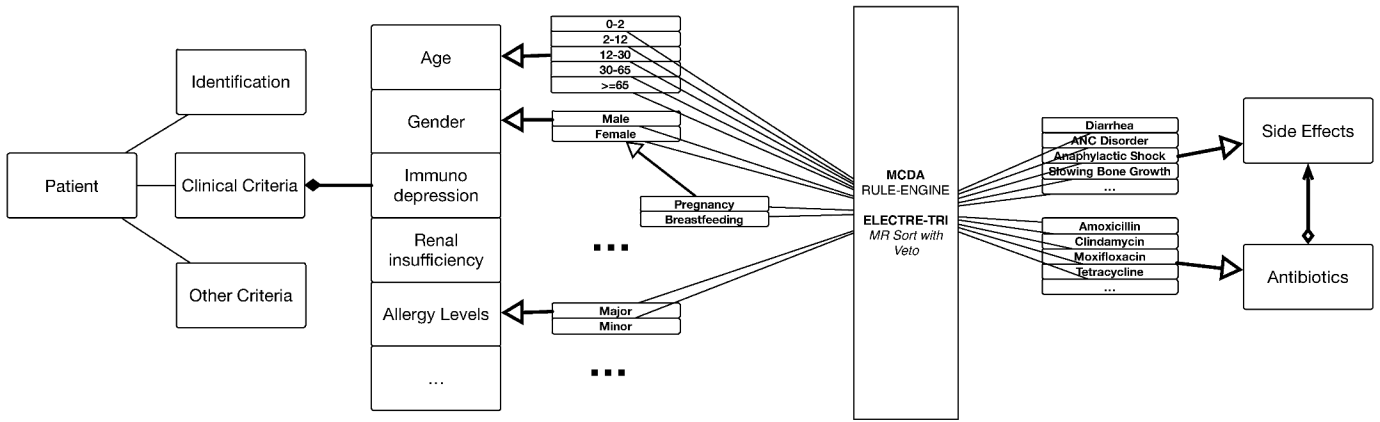 Patient
Identification
Clinical Criteria
Other Criteria
Age
Gender
Immuno
depression
Renal
insufficiency
Allergy Levels
...
0-2
2-12
12-30
30-65
>=65
Male
Female
Pregnancy
Breastfeeding
...
Major
Minor
...
MCDA
RULE-ENGINE
ELECTRE-TRI
MR Sort with
Veto
Diarrhea
ANC Disorder
Anaphylactic Shock
Slowing Bone Growth
...
Amoxicillin
Clindamycin
Moxifloxacin
Tetracycline
...
Side Effects
Antibiotics